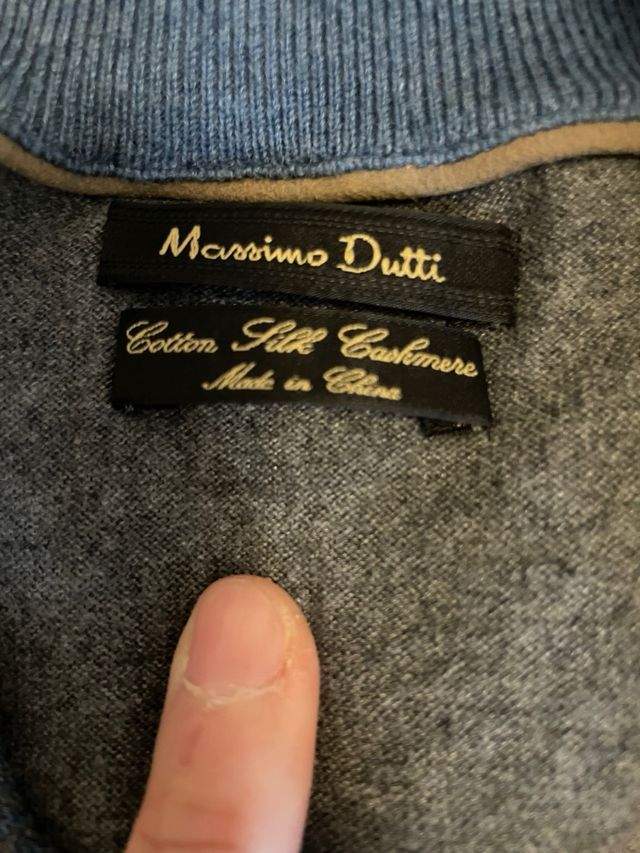 Massimo Dutti
Cotton Silk Cashmere
Made in China